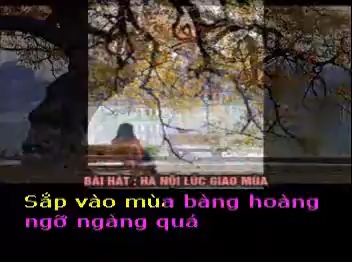 BÀI HÁT : HÀ NỘI LÚC GIAO MÙA
Sắp vào mùa bàng hoàng
ngỡ ngàng quá